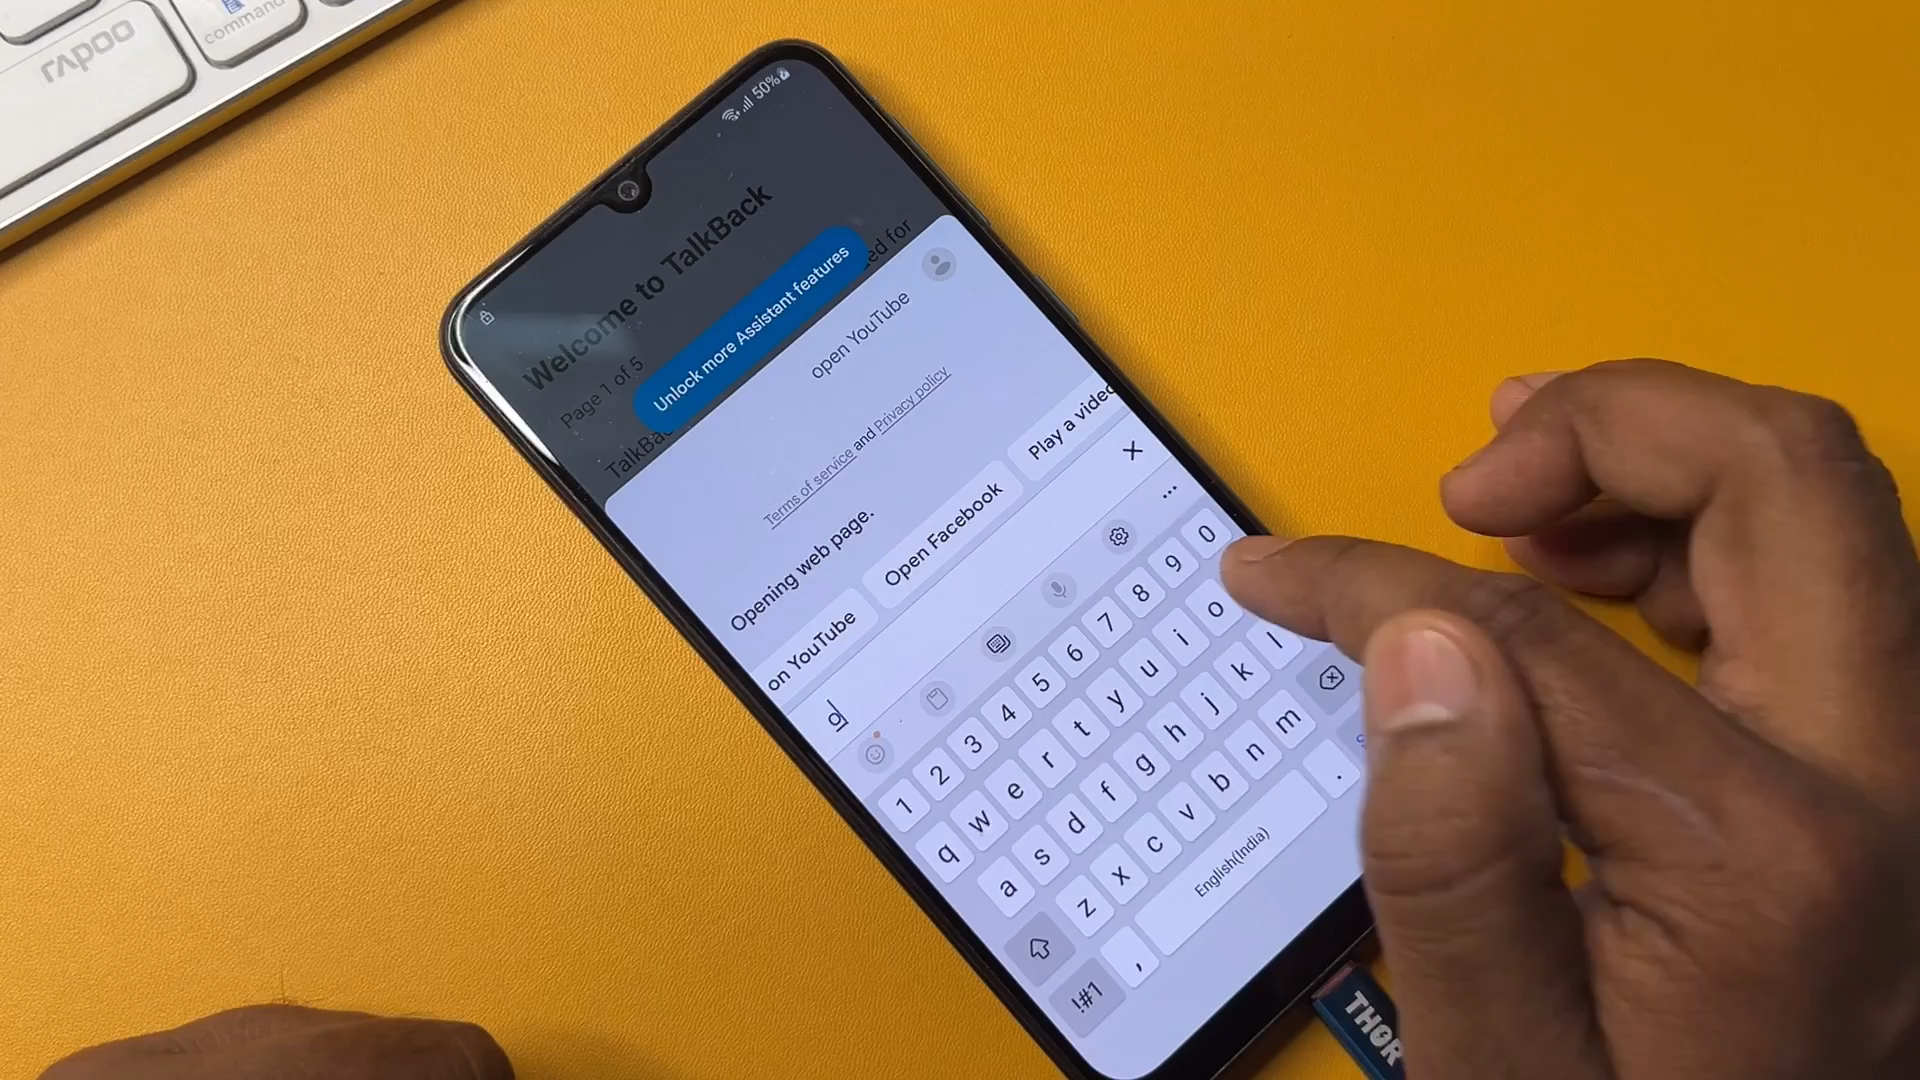 rapoo
command
50%
Welcome to TalkBack
Page 1 of 5
ed for
TalkBa
Unlock more Assistant features
open YouTube
Terms of service and Privacy policy
Opening web page.
on YouTube
Open Facebook
Play a video
o
1 2 3 4 5 6 7 8 9 0
q w e r t y u i o
a s d f g h j k l
z x c v b n m
!#1 , English(India) .
THOR